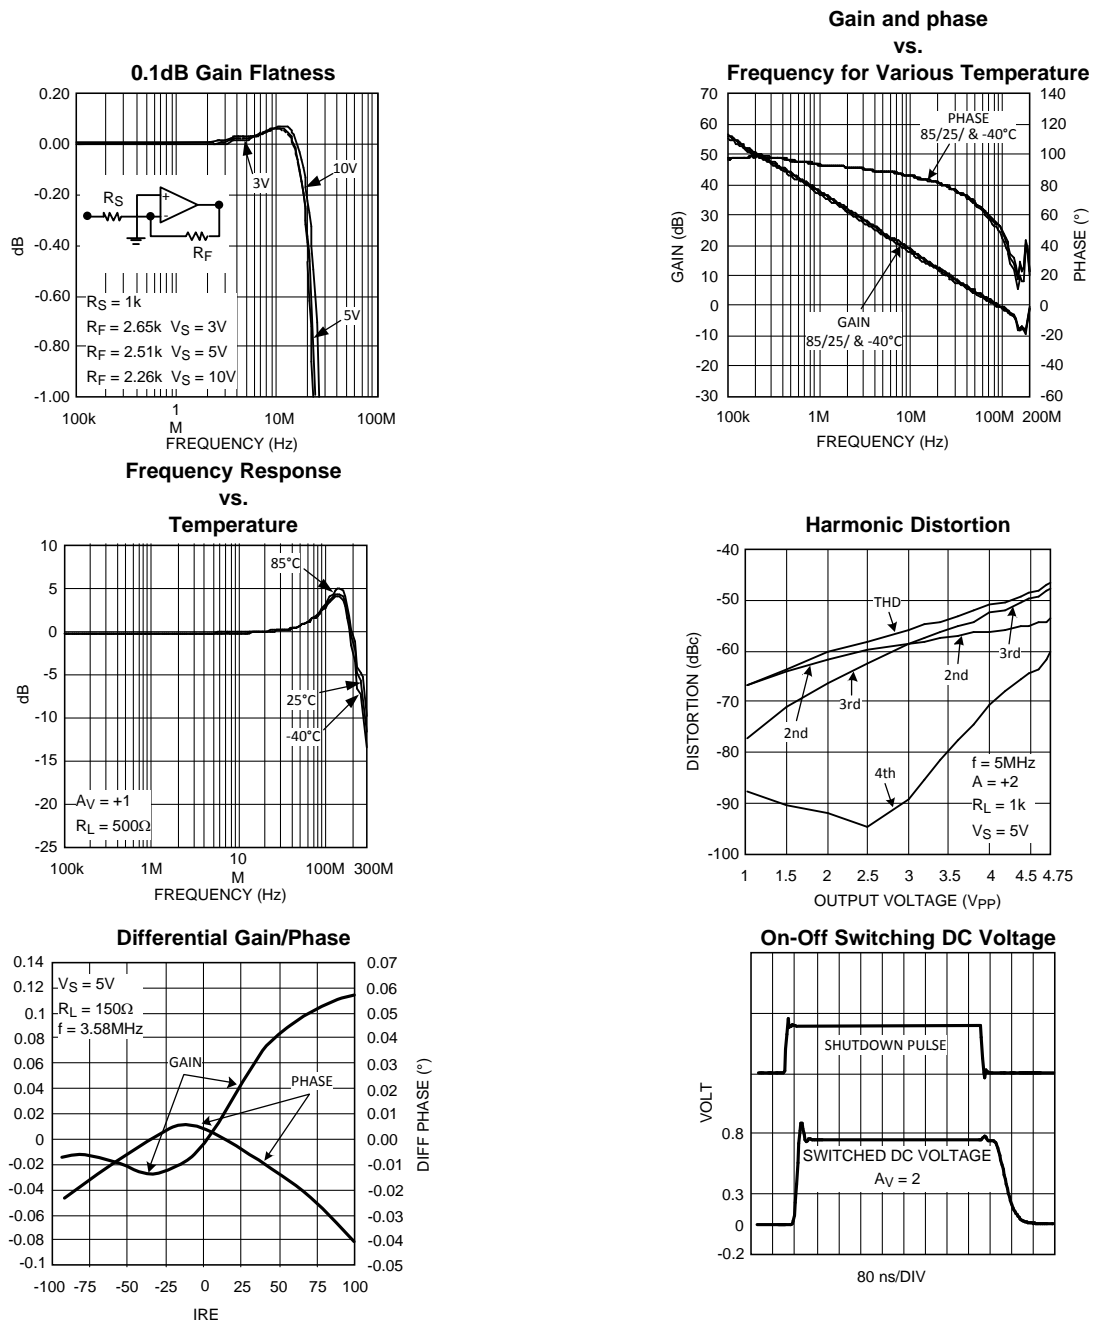 0.1dB Gain Flatness
0.20
0.00
-0.20
-0.40
-0.60
-0.80
-1.00
dB
3V
10V
5V
RS
+
-
RF
RS = 1k
RF = 2.65k VS = 3V
RF = 2.51k VS = 5V
RF = 2.26k VS = 10V
100k
1
M
10M
100M
FREQUENCY (Hz)
Gain and phase
vs.
Frequency for Various Temperature
70
60
50
40
30
20
10
0
-10
-20
-30
GAIN (dB)
PHASE
85/25/ & -40°C
GAIN
85/25/ & -40°C
140
120
100
80
60
40
20
0
-20
-40
-60
PHASE (°)
100k
1M
10M
100M
200M
FREQUENCY (Hz)
Frequency Response
vs.
Temperature
10
5
0
-5
-10
-15
-20
-25
dB
85°C
25°C
-40°C
AV = +1
RL = 500Ω
100k
1M
10
M
100M
300M
FREQUENCY (Hz)
Harmonic Distortion
-40
-50
-60
-70
-80
-90
-100
DISTORTION (dBc)
THD
3rd
2nd
3rd
2nd
4th
f = 5MHz
A = +2
RL = 1k
VS = 5V
1
1.5
2
2.5
3
3.5
4
4.5
4.75
OUTPUT VOLTAGE (VPP)
Differential Gain/Phase
0.14
0.12
0.1
0.08
0.06
0.04
0.02
0
-0.02
-0.04
-0.06
-0.08
-0.1
VS = 5V
RL = 150Ω
f = 3.58MHz
GAIN
PHASE
0.07
0.06
0.05
0.04
0.03
0.02
0.01
0.00
-0.01
-0.02
-0.03
-0.04
-0.05
DIFF PHASE (°)
-100
-75
-50
-25
0
25
50
75
100
IRE
On-Off Switching DC Voltage
SHUTDOWN PULSE
VOLT
0.8
SWITCHED DC VOLTAGE
AV = 2
0.3
0
-0.2
80 ns/DIV